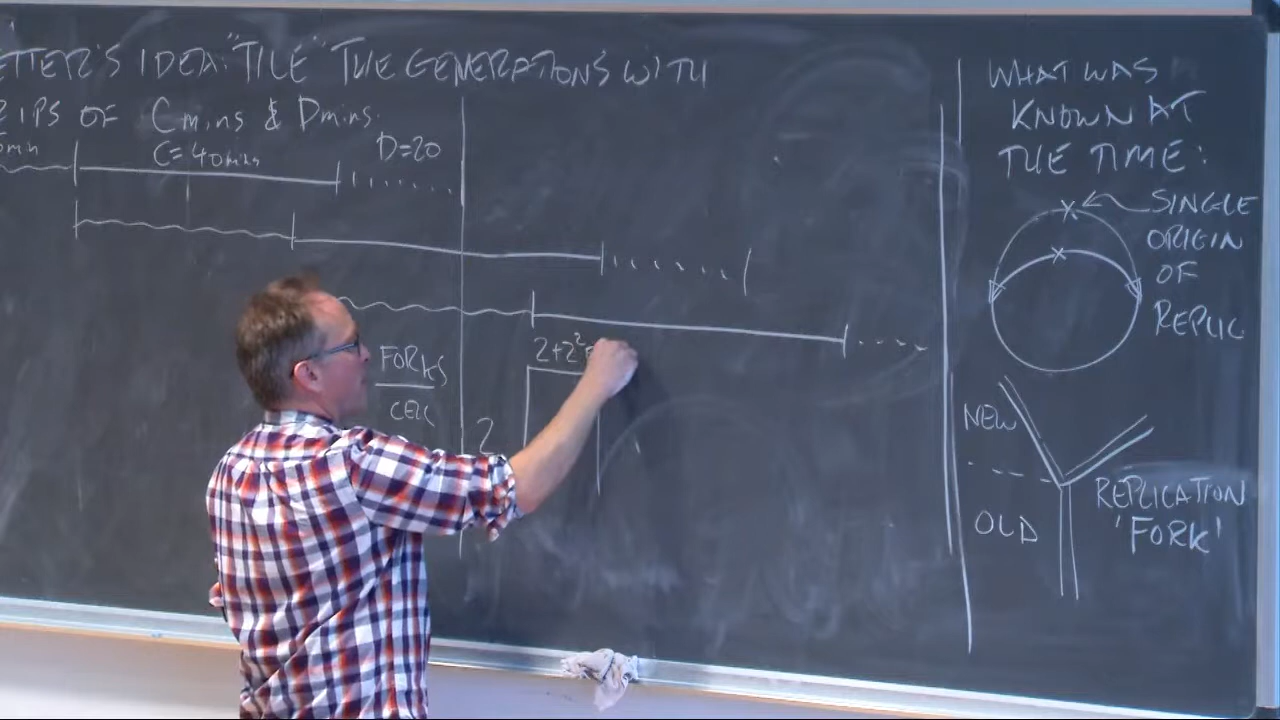 ETTER'S IDEA: "TILE" THE GENERATIONS WITH
RIPS OF Cmins & Dmins.
C=40mins
D=20
FORKS
CELL
2
2+2²
WHAT WAS
KNOWN AT
THE TIME:
SINGLE
ORIGIN
OF
REPLIC
NEW
OLD
REPLICATION
'FORK'